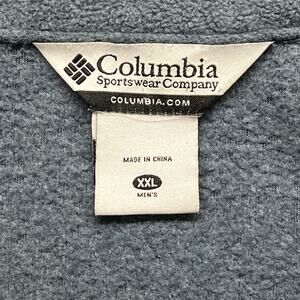 Columbia
Sportswear Company
COLUMBIA.COM
MADE IN CHINA
XXL
MEN'S